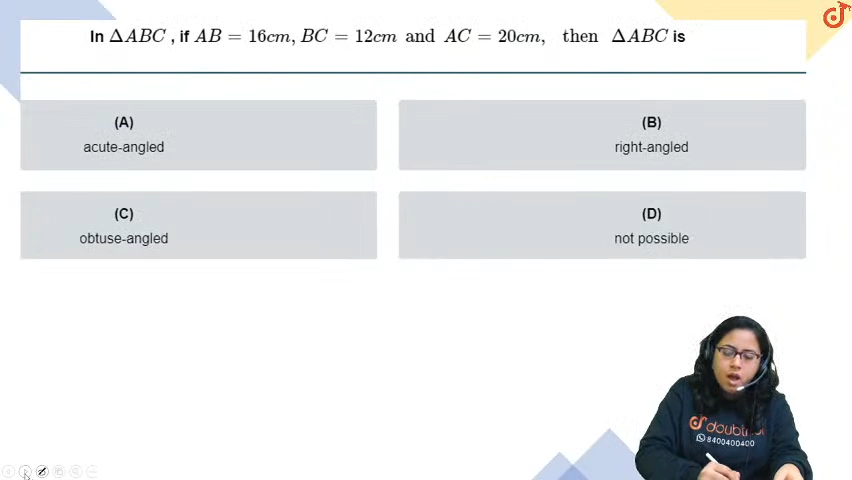 In ΔABC , if AB = 16cm, BC = 12cm and AC = 20cm, then ΔABC is
(A)
acute-angled
(B)
right-angled
(C)
obtuse-angled
(D)
not possible
8400400400